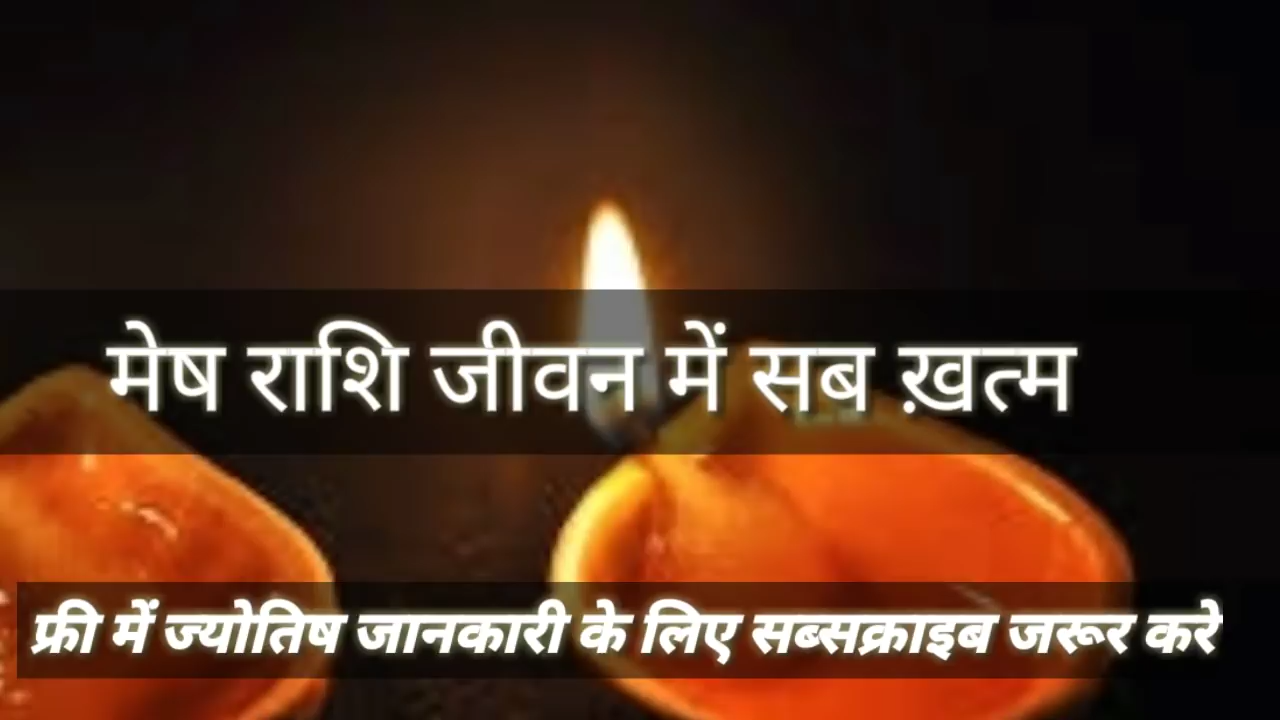 मेष राशि जीवन में सब ख़त्म
फ्री में ज्योतिष जानकारी के लिए सब्सक्राइब जरूर करे